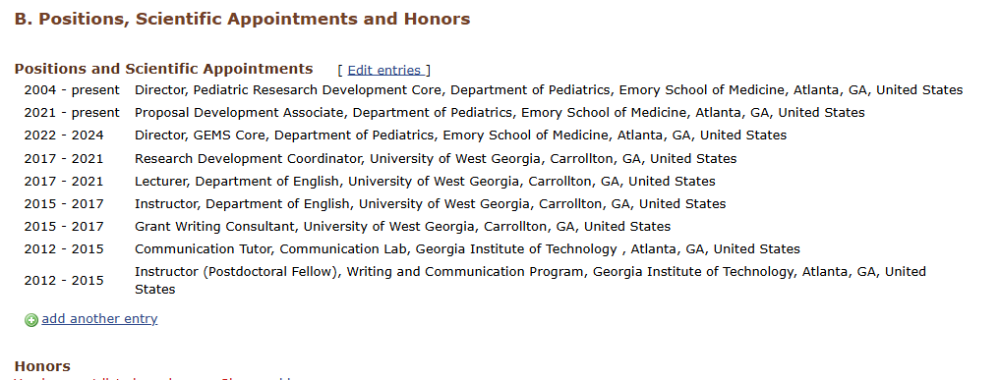 B. Positions, Scientific Appointments and Honors
Positions and Scientific Appointments [ Edit entries ]
2004 - present Director, Pediatric Resesarch Development Core, Department of Pediatrics, Emory School of Medicine, Atlanta, GA, United States
2021 - present Proposal Development Associate, Department of Pediatrics, Emory School of Medicine, Atlanta, GA, United States
2022 - 2024 Director, GEMS Core, Department of Pediatrics, Emory School of Medicine, Atlanta, GA, United States
2017 - 2021 Research Development Coordinator, University of West Georgia, Carrollton, GA, United States
2017 - 2021 Lecturer, Department of English, University of West Georgia, Carrollton, GA, United States
2015 - 2017 Instructor, Department of English, University of West Georgia, Carrollton, GA, United States
2015 - 2017 Grant Writing Consultant, University of West Georgia, Carrollton, GA, United States
2012 - 2015 Communication Tutor, Communication Lab, Georgia Institute of Technology , Atlanta, GA, United States
2012 - 2015 Instructor (Postdoctoral Fellow), Writing and Communication Program, Georgia Institute of Technology, Atlanta, GA, United
States
add another entry
Honors